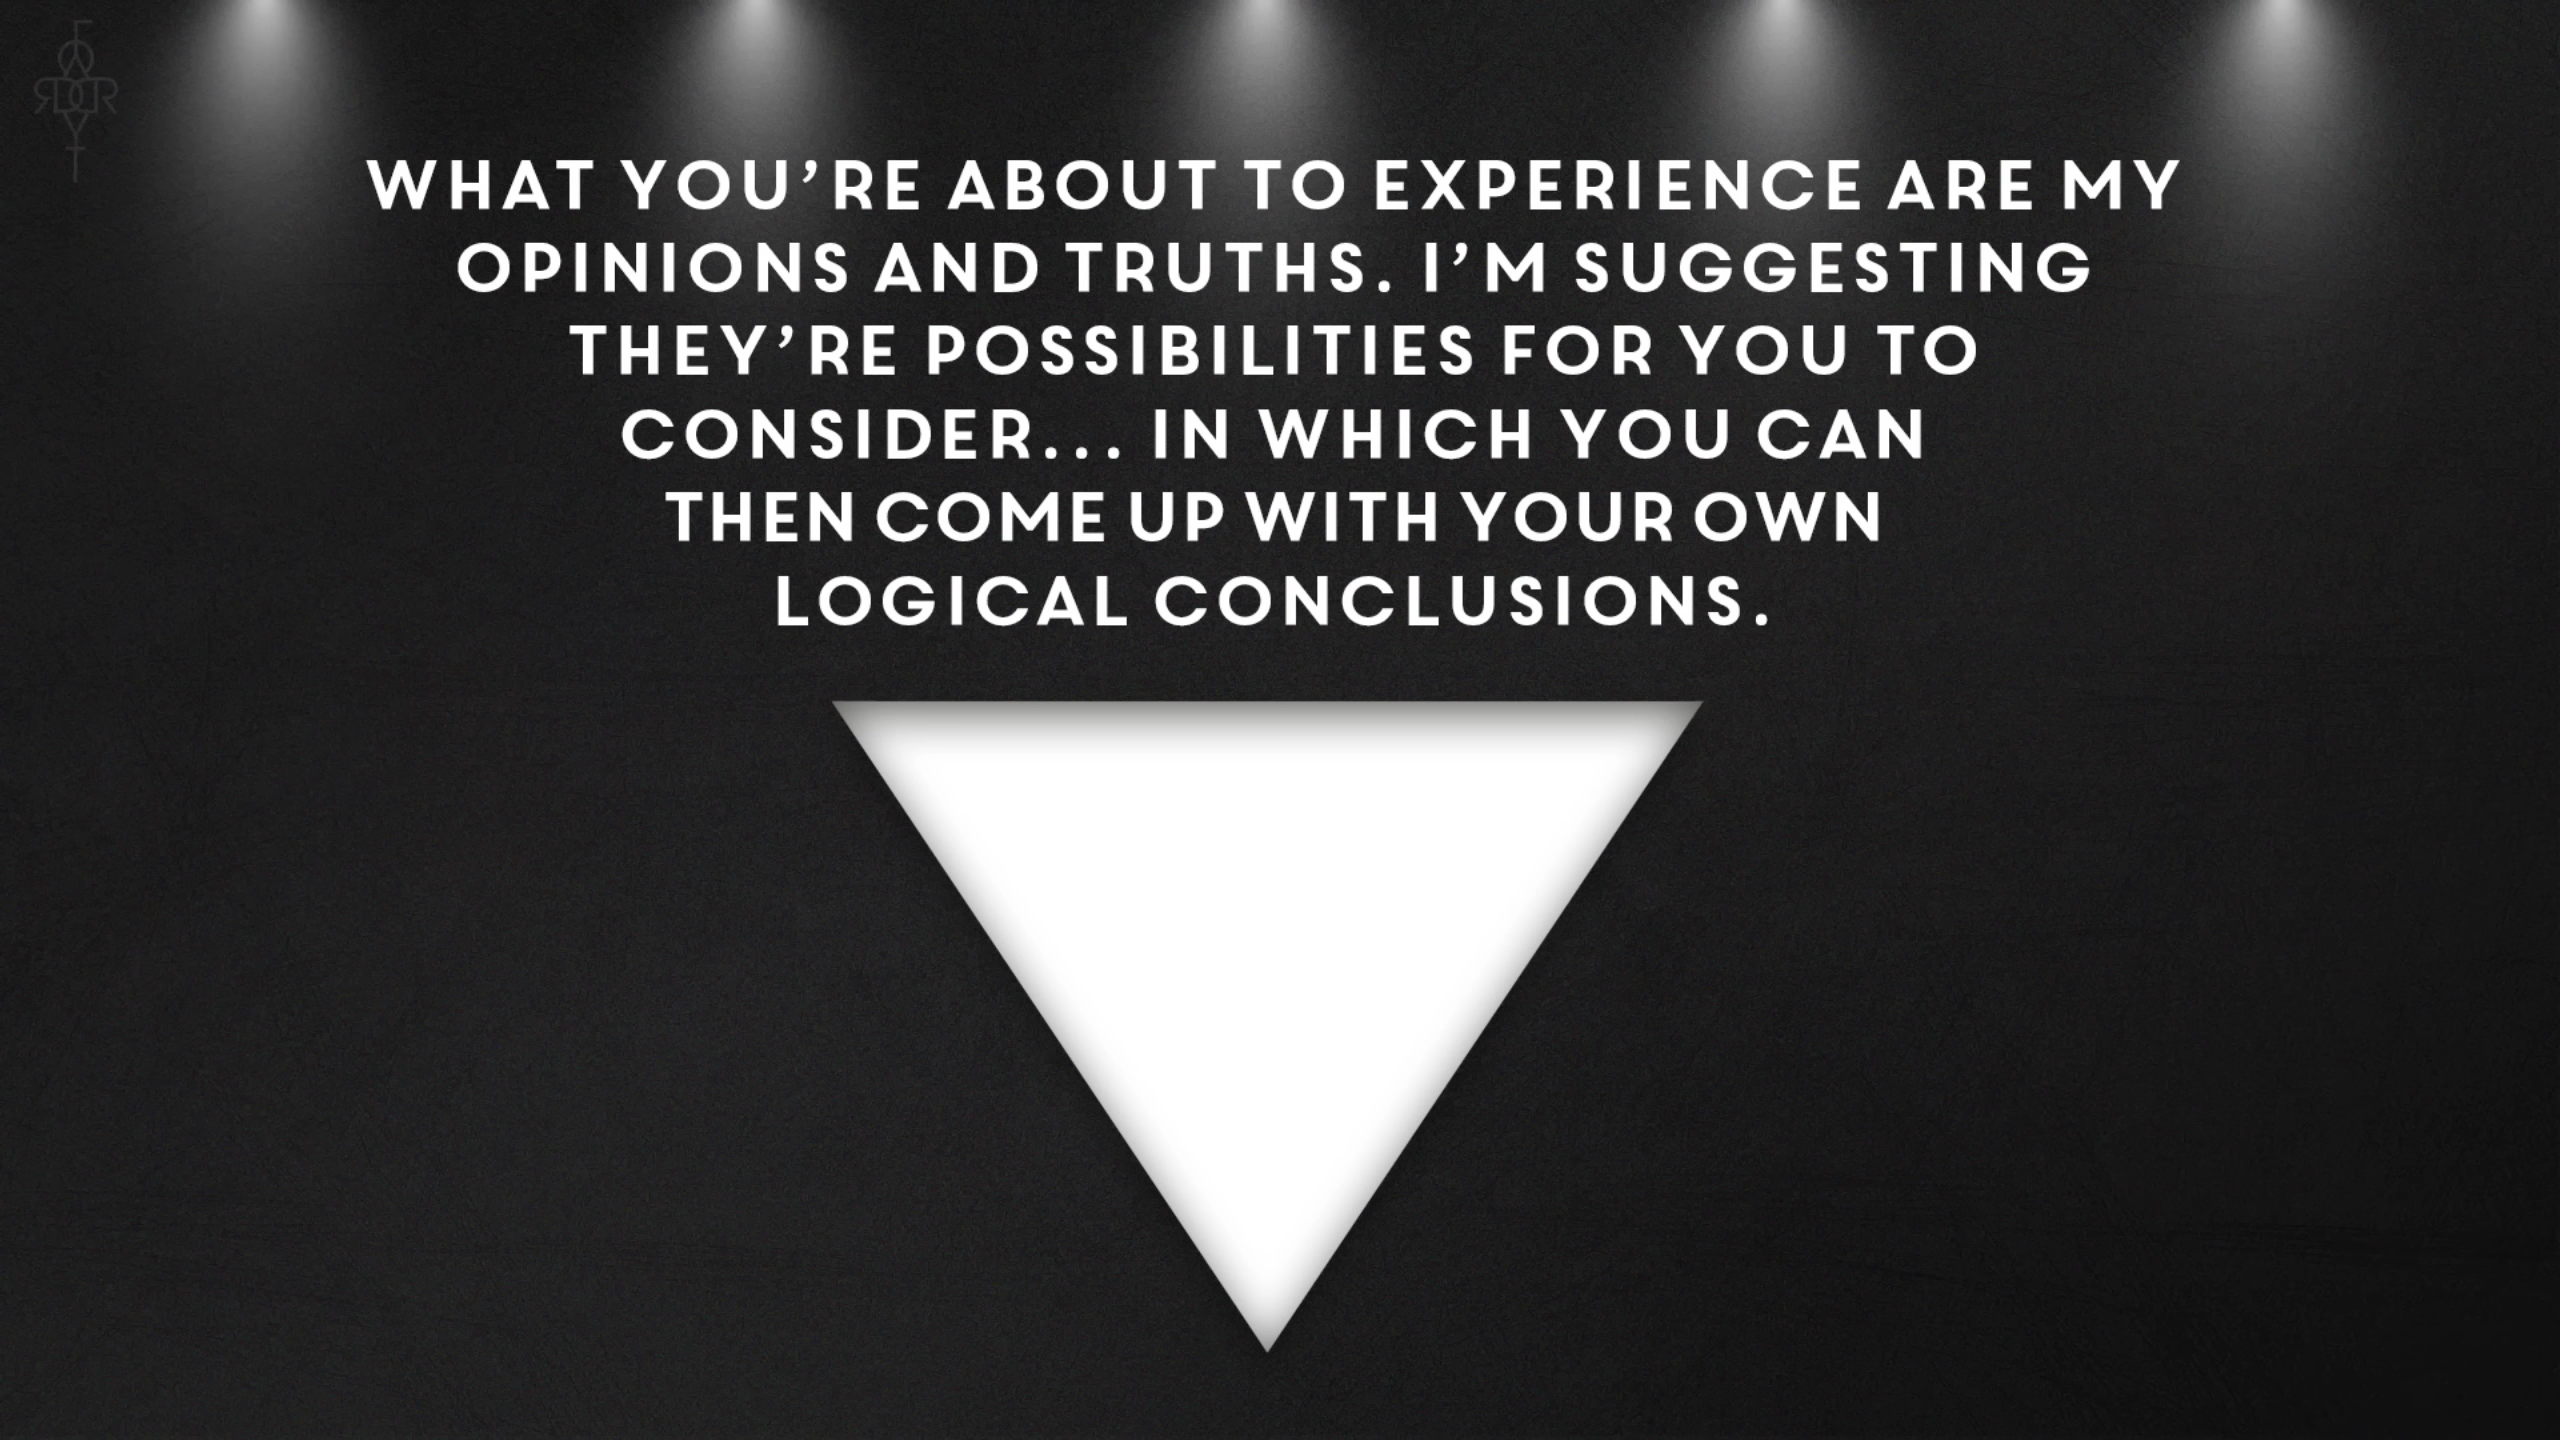 WHAT YOU’RE ABOUT TO EXPERIENCE ARE MY
OPINIONS AND TRUTHS. I’M SUGGESTING
THEY’RE POSSIBILITIES FOR YOU TO
CONSIDER... IN WHICH YOU CAN
THEN COME UP WITH YOUR OWN
LOGICAL CONCLUSIONS.